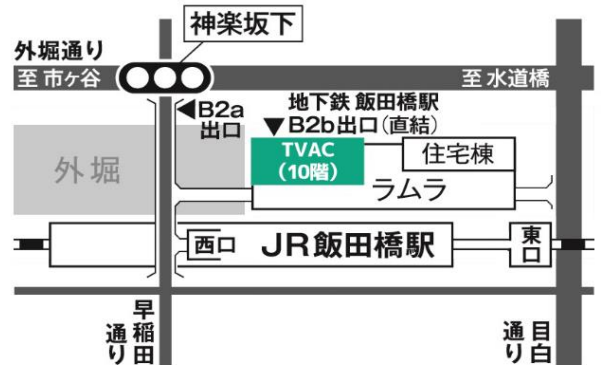 神楽坂下
外堀通り
至 市ヶ谷
至 水道橋
◀B2a
出口
地下鉄 飯田橋駅
▼B2b出口(直結)
TVAC
(10階)
住宅棟
外堀
ラムラ
西口
JR飯田橋駅
東口
早稲田通り
目白通り